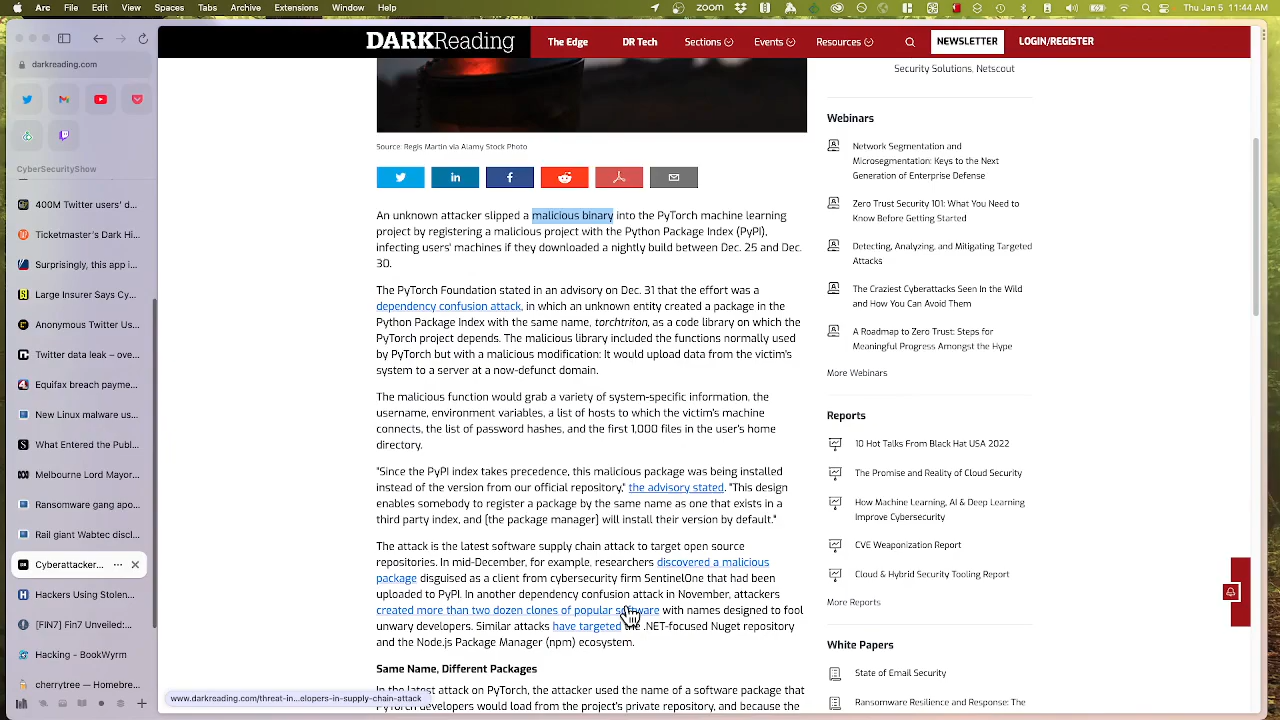 Arc
File
Edit
View
Spaces
Tabs
Archive
Extensions
Window
Help
ZOOM
Thu Jan 5 11:44 AM
darkreading.com
CyberSecurityShow
400M Twitter users' d...
Ticketmaster's Dark Hi...
Surprisingly, this app i...
Large Insurer Says Cy...
Anonymous Twitter Us...
Twitter data leak – ove...
Equifax breach payme...
New Linux malware us...
What Entered the Publ...
Melbourne Lord Mayor...
Ransomware gang apo...
Rail giant Wabtec discl...
Cyberattacker...
Hackers Using Stolen...
[FIN7] Fin7 Unveiled:...
Hacking - BookWyrm
cherrytree — Homebre...
DARKReading
The Edge
DR Tech
Sections
Events
Resources
NEWSLETTER
LOGIN/REGISTER
Source: Regis Martin via Alamy Stock Photo
An unknown attacker slipped a malicious binary into the PyTorch machine learning
project by registering a malicious project with the Python Package Index (PyPI),
infecting users' machines if they downloaded a nightly build between Dec. 25 and Dec.
30.
The PyTorch Foundation stated in an advisory on Dec. 31 that the effort was a
dependency confusion attack, in which an unknown entity created a package in the
Python Package Index with the same name, torchtriton, as a code library on which the
PyTorch project depends. The malicious library included the functions normally used
by PyTorch but with a malicious modification: It would upload data from the victim's
system to a server at a now-defunct domain.
The malicious function would grab a variety of system-specific information, the
username, environment variables, a list of hosts to which the victim's machine
connects, the list of password hashes, and the first 1,000 files in the user's home
directory.
"Since the PyPI index takes precedence, this malicious package was being installed
instead of the version from our official repository," the advisory stated. "This design
enables somebody to register a package by the same name as one that exists in a
third party index, and [the package manager] will install their version by default."
The attack is the latest software supply chain attack to target open source
repositories. In mid-December, for example, researchers discovered a malicious
package disguised as a client from cybersecurity firm SentinelOne that had been
uploaded to PyPI. In another dependency confusion attack in November, attackers
created more than two dozen clones of popular software with names designed to fool
unwary developers. Similar attacks have targeted the .NET-focused Nuget repository
and the Node.js Package Manager (npm) ecosystem.
Same Name, Different Packages
In the latest attack on PyTorch, the attacker used the name of a software package that
PyTorch developers would load from the project's private repository, and because the
www.darkreading.com/threat-in...elopers-in-supply-chain-attack
Security Solutions, Netscout
Webinars
Network Segmentation and
Microsegmentation: Keys to the Next
Generation of Enterprise Defense
Zero Trust Security 101: What You Need to
Know Before Getting Started
Detecting, Analyzing, and Mitigating Targeted
Attacks
The Craziest Cyberattacks Seen In the Wild
and How You Can Avoid Them
A Roadmap to Zero Trust: Steps for
Meaningful Progress Amongst the Hype
More Webinars
Reports
10 Hot Talks From Black Hat USA 2022
The Promise and Reality of Cloud Security
How Machine Learning, AI & Deep Learning
Improve Cybersecurity
CVE Weaponization Report
Cloud & Hybrid Security Tooling Report
More Reports
White Papers
State of Email Security
Ransomware Resilience and Response: The